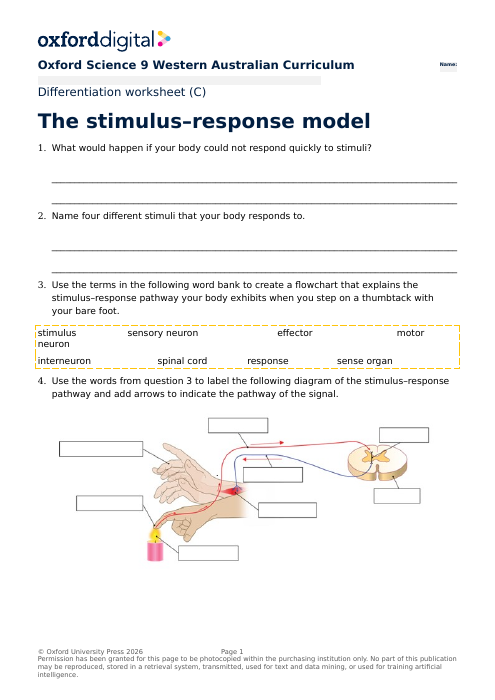 oxforddigital
Oxford Science 9 Western Australian Curriculum
Name:
Differentiation worksheet (C)
The stimulus–response model
1. What would happen if your body could not respond quickly to stimuli?
2. Name four different stimuli that your body responds to.
3. Use the terms in the following word bank to create a flowchart that explains the
stimulus–response pathway your body exhibits when you step on a thumbtack with
your bare foot.
stimulus sensory neuron effector motor
neuron
interneuron spinal cord response sense organ
4. Use the words from question 3 to label the following diagram of the stimulus–response
pathway and add arrows to indicate the pathway of the signal.
© Oxford University Press 2026 Page 1
Permission has been granted for this page to be photocopied within the purchasing institution only. No part of this publication
may be reproduced, stored in a retrieval system, transmitted, used for text and data mining, or used for training artificial
intelligence.